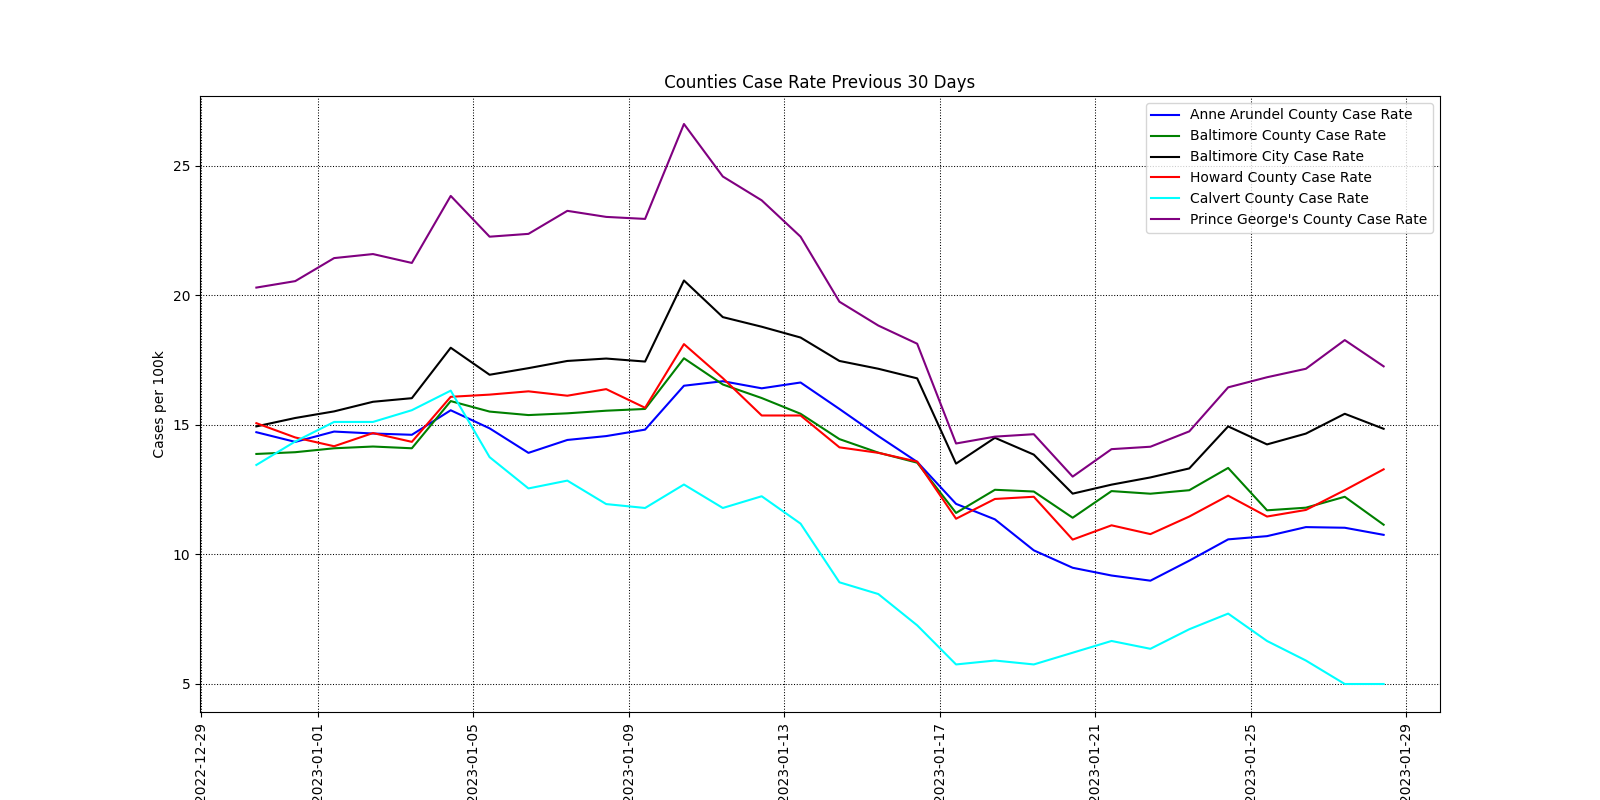 Counties Case Rate Previous 30 Days
Anne Arundel County Case Rate
Baltimore County Case Rate
Baltimore City Case Rate
Howard County Case Rate
Calvert County Case Rate
Prince George's County Case Rate
Cases per 100k
25
20
15
10
5
2022-12-29
2023-01-01
2023-01-05
2023-01-09
2023-01-13
2023-01-17
2023-01-21
2023-01-25
2023-01-29